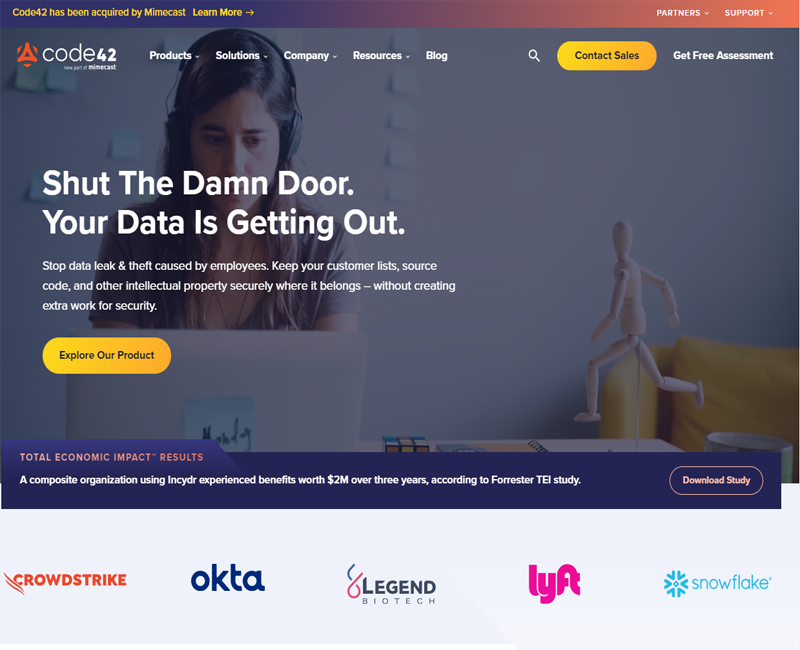 Code42 has been acquired by Mimecast Learn More →
PARTNERS SUPPORT
code42
now part of mimecast
Products Solutions Company Resources Blog
Contact Sales Get Free Assessment
Shut The Damn Door.
Your Data Is Getting Out.
Stop data leak & theft caused by employees. Keep your customer lists, source
code, and other intellectual property securely where it belongs – without creating
extra work for security.
Explore Our Product
TOTAL ECONOMIC IMPACT™ RESULTS
A composite organization using Incydr experienced benefits worth $2M over three years, according to Forrester TEI study.
Download Study
CROWDSTRIKE
okta
LEGEND
BIOTECH
lyft
snowflake®